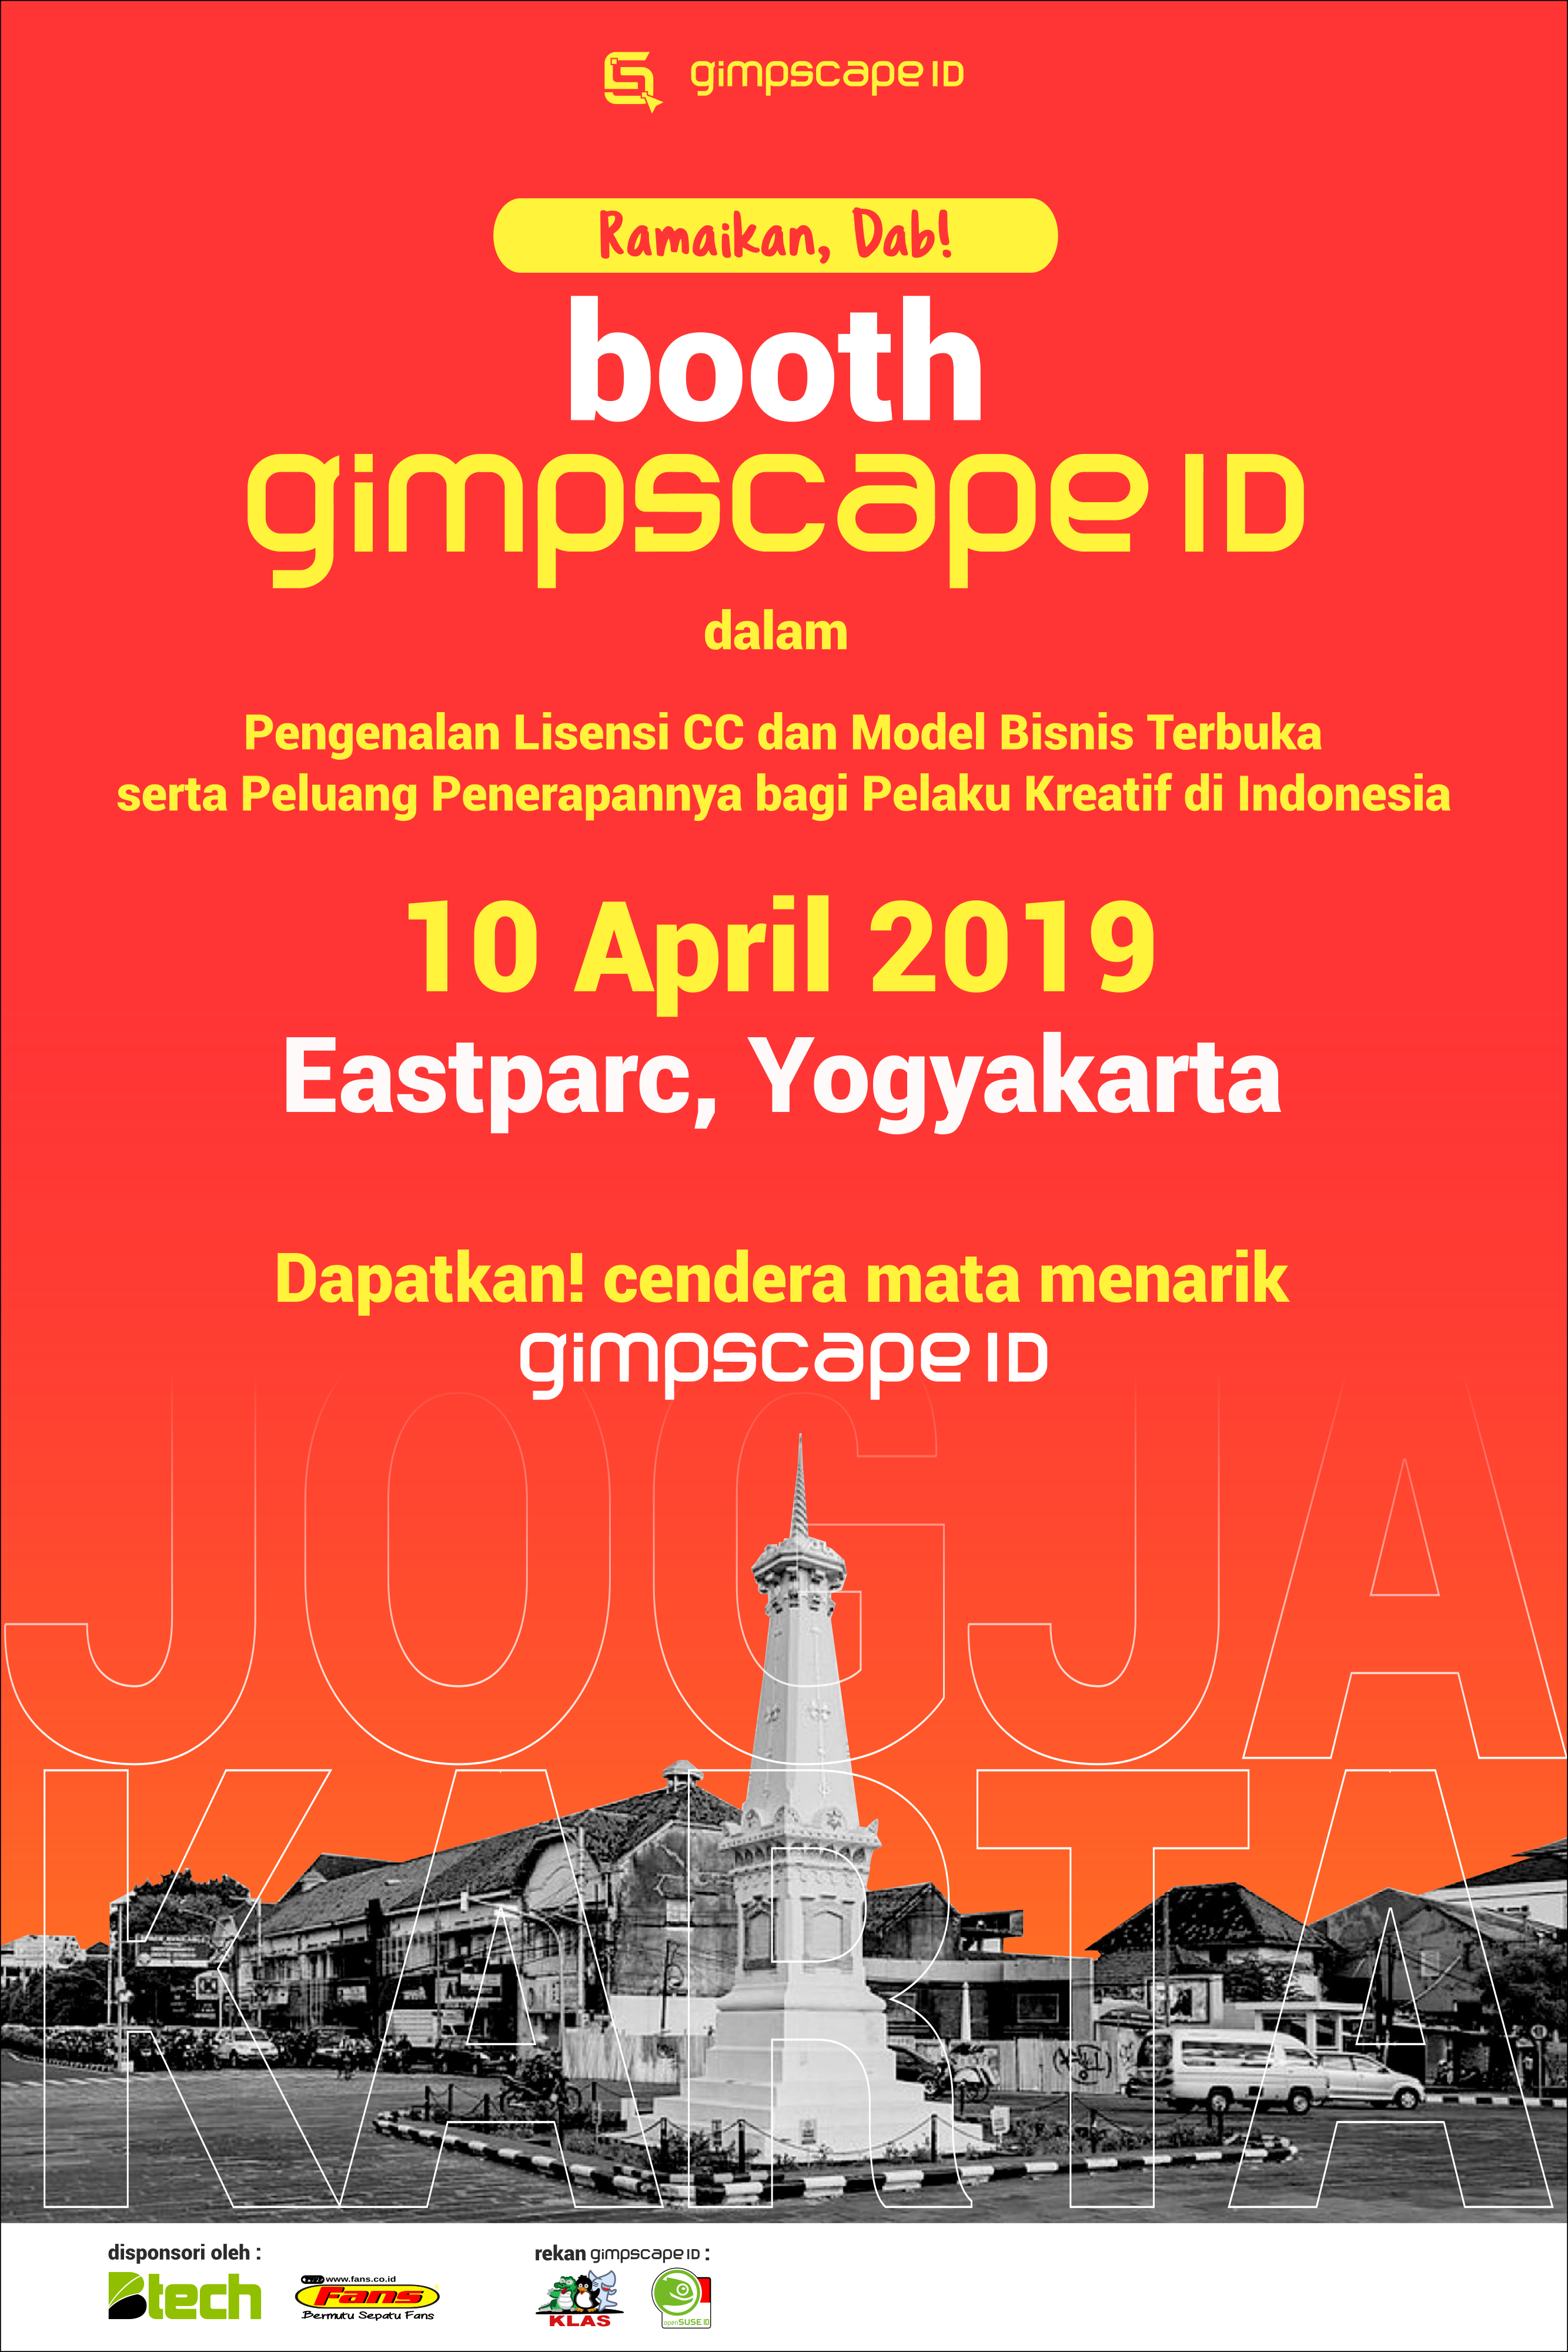 gimpscape ID
Ramaikan, Dab!
booth
gimpscape ID
dalam
Pengenalan Lisensi CC dan Model Bisnis Terbuka
serta Peluang Penerapannya bagi Pelaku Kreatif di Indonesia
10 April 2019
Eastparc, Yogyakarta
Dapatkan! cendera mata menarik
gimpscape ID
JOGJA
KARTA
disponsori oleh :
Btech
www.fans.co.id
Fans
Bermutu Sepatu Fans
rekan gimpscape ID :
KLAS
openSUSE ID